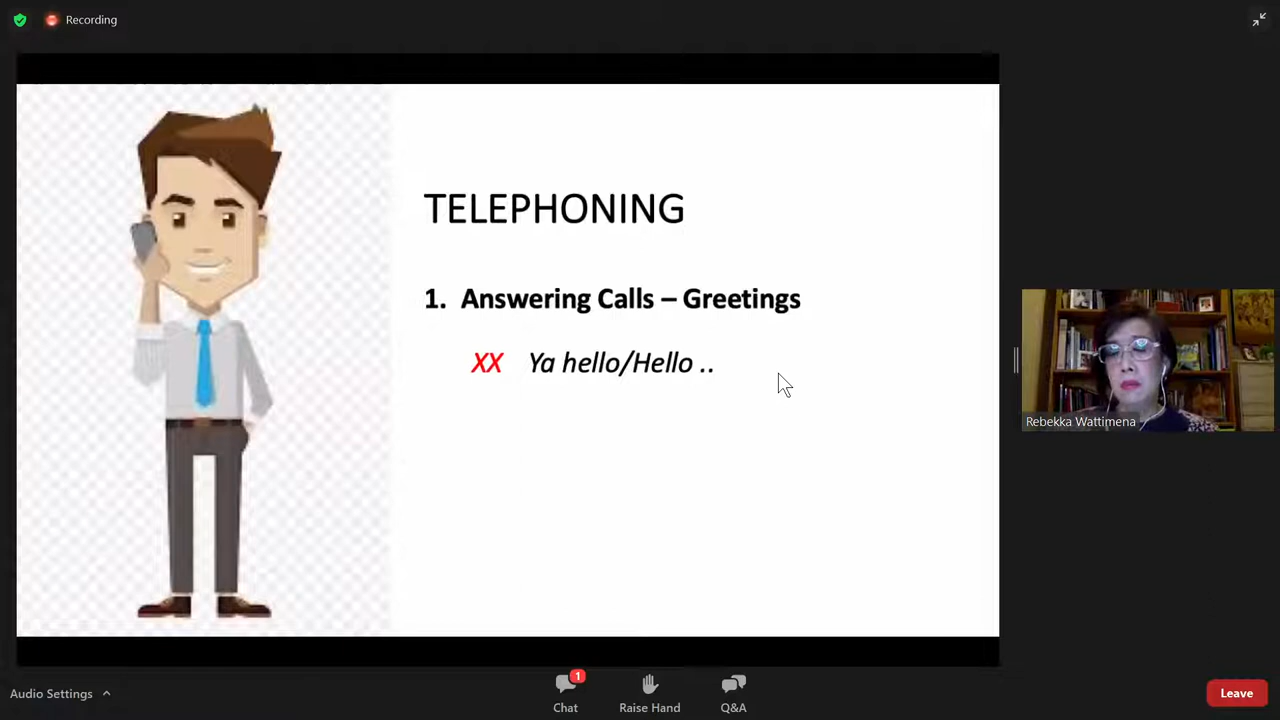 Recording
TELEPHONING
1. Answering Calls – Greetings
XX Ya hello/Hello ..
Rebekka Wattimena
Audio Settings
1
Chat
Raise Hand
Q&A
Leave